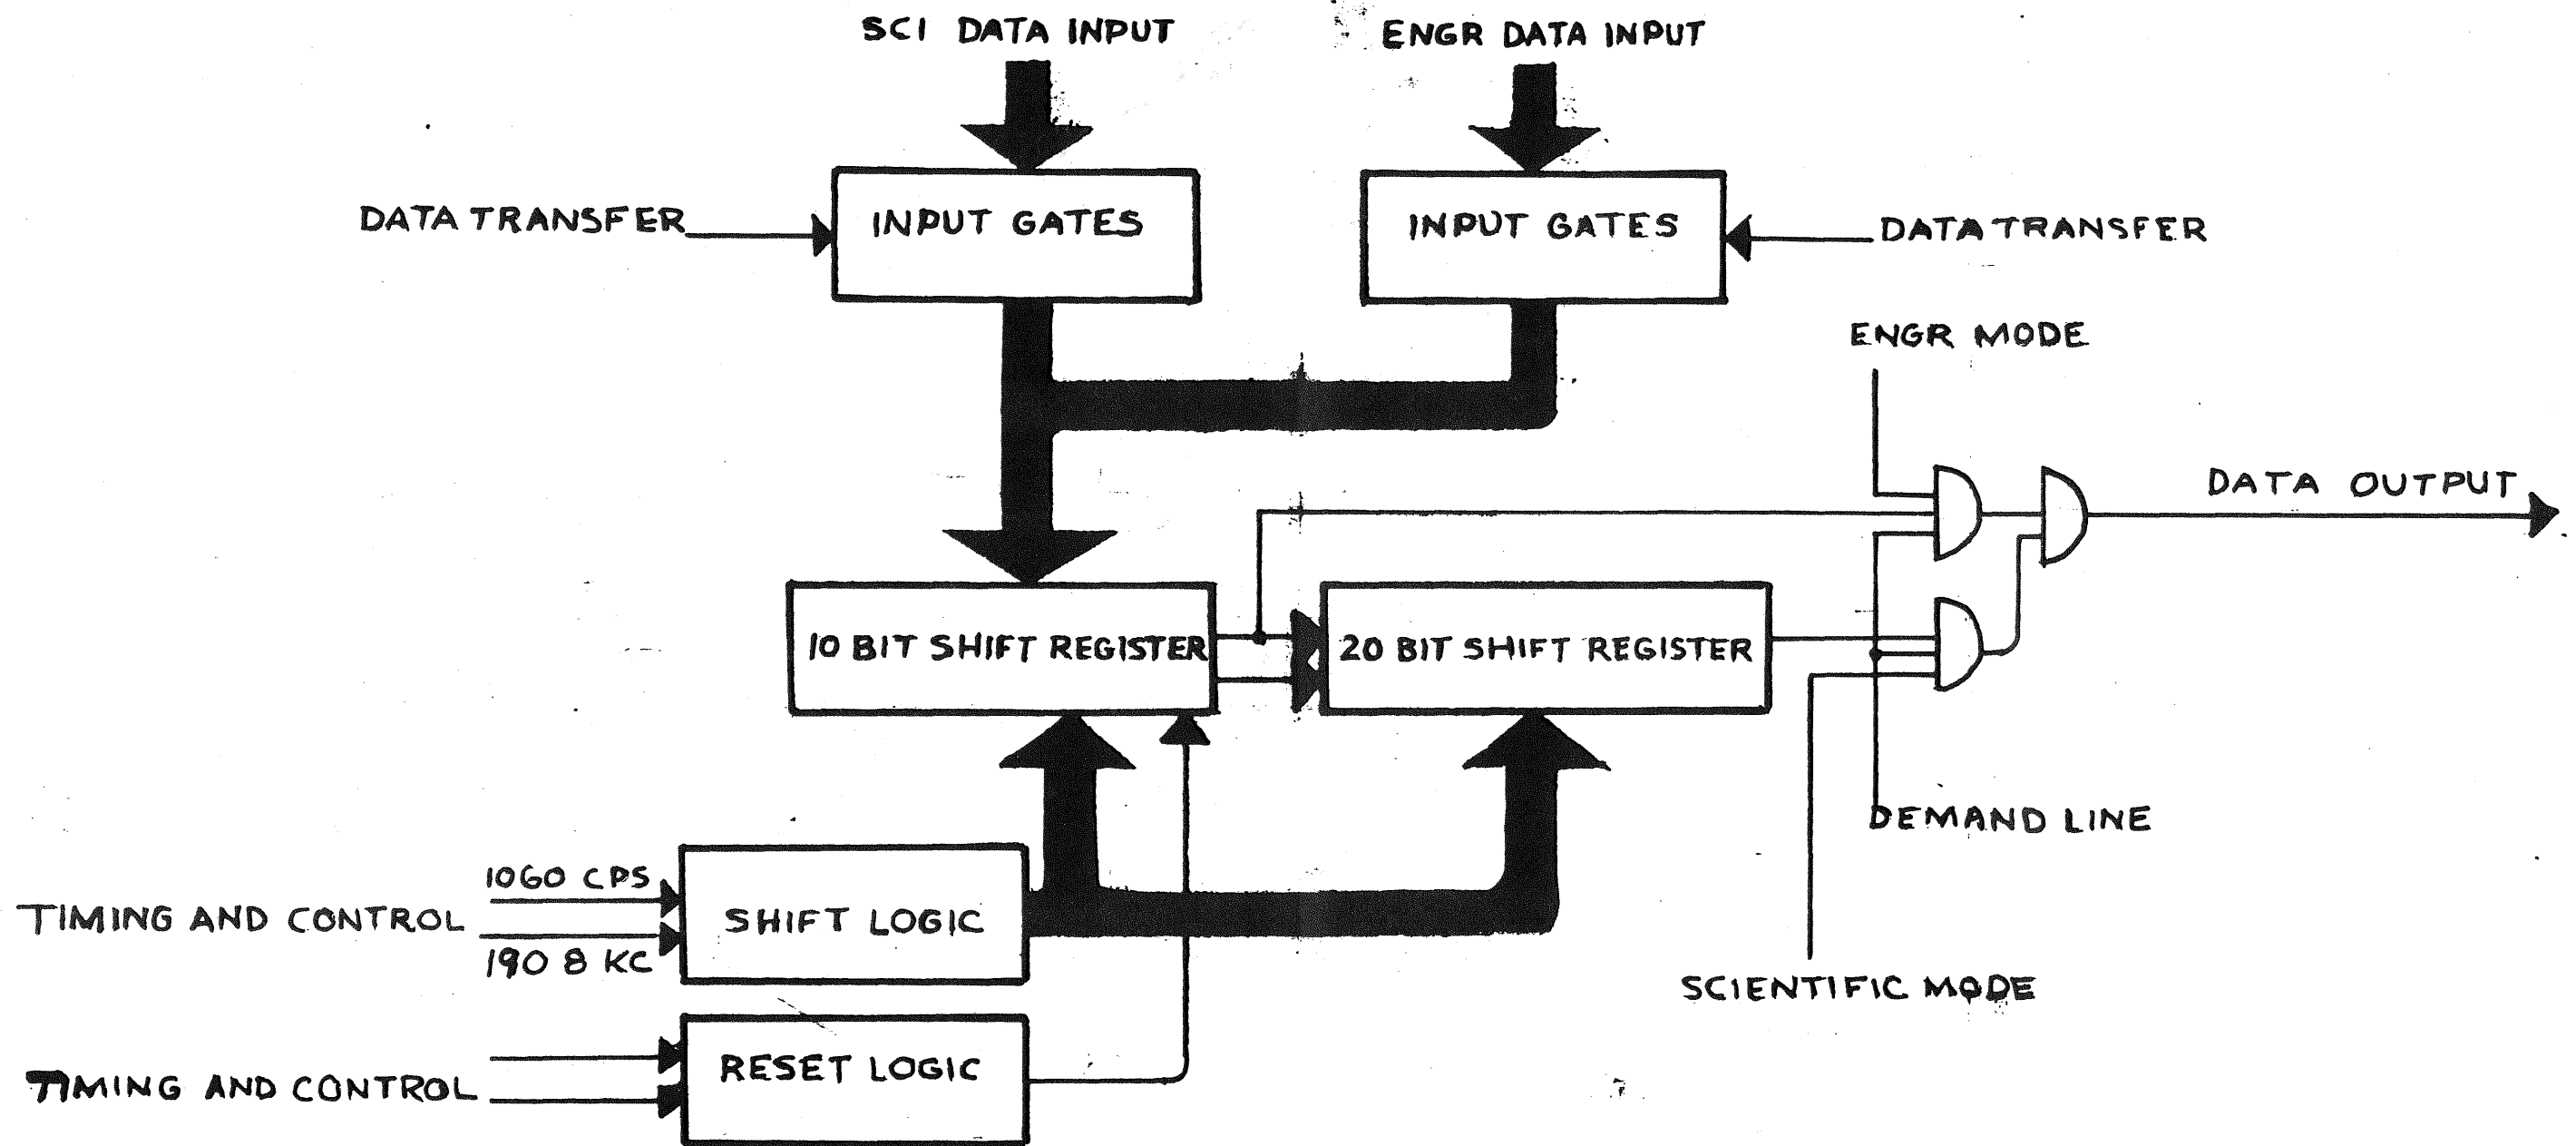 SCI DATA INPUT
ENGR DATA INPUT
DATA TRANSFER
INPUT GATES
INPUT GATES
DATA TRANSFER
ENGR MODE
DATA OUTPUT
10 BIT SHIFT REGISTER
20 BIT SHIFT REGISTER
DEMAND LINE
1060 CPS
TIMING AND CONTROL
SHIFT LOGIC
190 8 KC
SCIENTIFIC MODE
RESET LOGIC
TIMING AND CONTROL